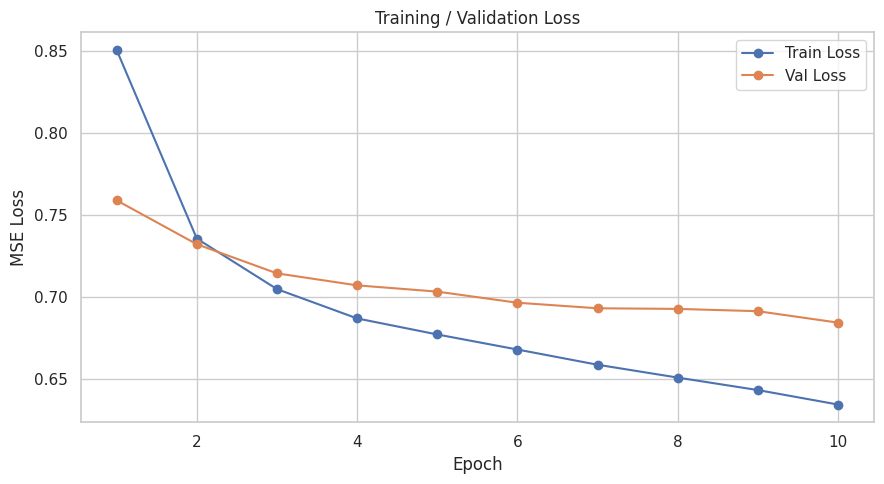 Training / Validation Loss
Train Loss
Val Loss
MSE Loss
0.85
0.80
0.75
0.70
0.65
2
4
6
8
10
Epoch